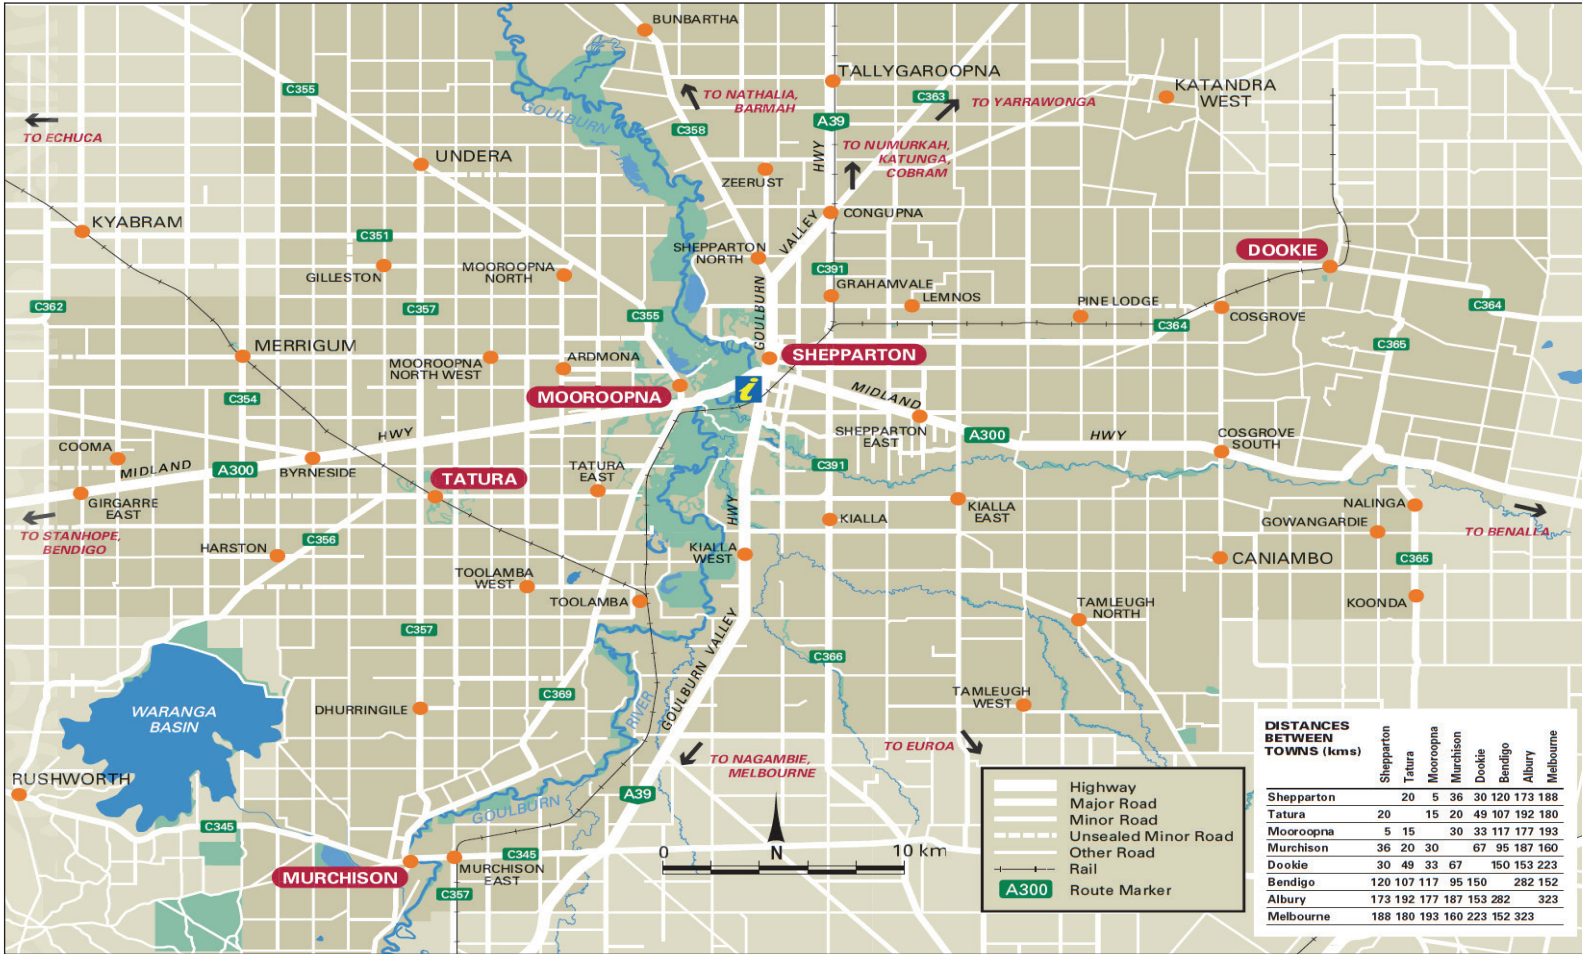 BUNBARTHA
TALLYGAROOPNA
KATANDRA
WEST
C355
TO NATHALIA,
BARMAH
C363
TO YARRAWONGA
GOULBURN
A39
C358
TO ECHUCA
HWY
TO NUMURKAH,
KATUNGA,
COBRAM
UNDERA
ZEERUST
KYABRAM
CONGUPNA
VALLEY
C351
SHEPPARTON
NORTH
DOOKIE
GILLESTON
MOOROOPNA
NORTH
C391
GRAHAMVALE
LEMNOS
PINE LODGE
C362
C357
C355
GOULBURN
C364
COSGROVE
C364
MERRIGUM
MOOROOPNA
NORTH WEST
ARDMONA
HWY
SHEPPARTON
C365
MOOROOPNA
i
MIDLAND
C354
SHEPPARTON
EAST
A300
HWY
COSGROVE
SOUTH
HWY
COOMA
MIDLAND
A300
BYRNESIDE
TATURA
TATURA
EAST
C391
GIRGARRE
EAST
HWY
KIALLA
KIALLA
EAST
NALINGA
GOWANGARDIE
TO BENALLA
TO STANHOPE,
BENDIGO
C356
HARSTON
KIALLA
WEST
CANIAMBO
C365
TOOLAMBA
WEST
TOOLAMBA
TAMLEUGH
NORTH
KOONDA
C357
GOULBURN VALLEY
C366
WARANGA
BASIN
DHURRINGILE
C369
RIVER
TAMLEUGH
WEST
TO EUROA
TO NAGAMBIE,
MELBOURNE
RUSHWORTH
GOULBURN
A39
C345
MURCHISON
MURCHISON
EAST
C345
C357
N
0 10 km
Highway
Major Road
Minor Road
Unsealed Minor Road
Other Road
Rail
A300 Route Marker
DISTANCES
BETWEEN
TOWNS (kms)
Shepparton Tatura Mooroopna Murchison Dookie Bendigo Albury Melbourne
Shepparton 20 5 36 30 120 173 188
Tatura 20 15 20 49 107 192 180
Mooroopna 5 15 30 33 117 177 193
Murchison 36 20 30 67 95 187 160
Dookie 30 49 33 67 150 153 223
Bendigo 120 107 117 95 150 282 152
Albury 173 192 177 187 153 282 323
Melbourne 188 180 193 160 223 152 323